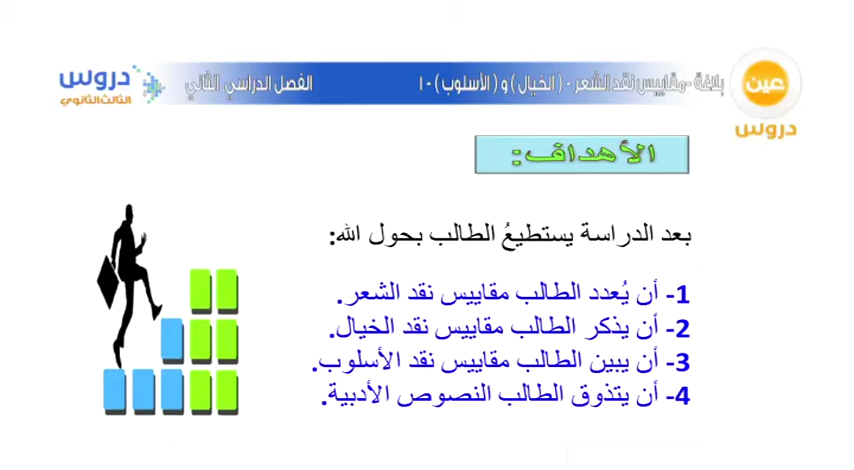 عين
دروس
بلاغة -مقاييس نقد الشعر - ( الخيال ) و ( الأسلوب ) - ١
الفصل الدراسي الثاني
دروس
الثالث الثانوي
الأهداف:
بعد الدراسة يستطيعُ الطالب بحول الله:
1- أن يُعدد الطالب مقاييس نقد الشعر.
2- أن يذكر الطالب مقاييس نقد الخيال.
3- أن يبين الطالب مقاييس نقد الأسلوب.
4- أن يتذوق الطالب النصوص الأدبية.